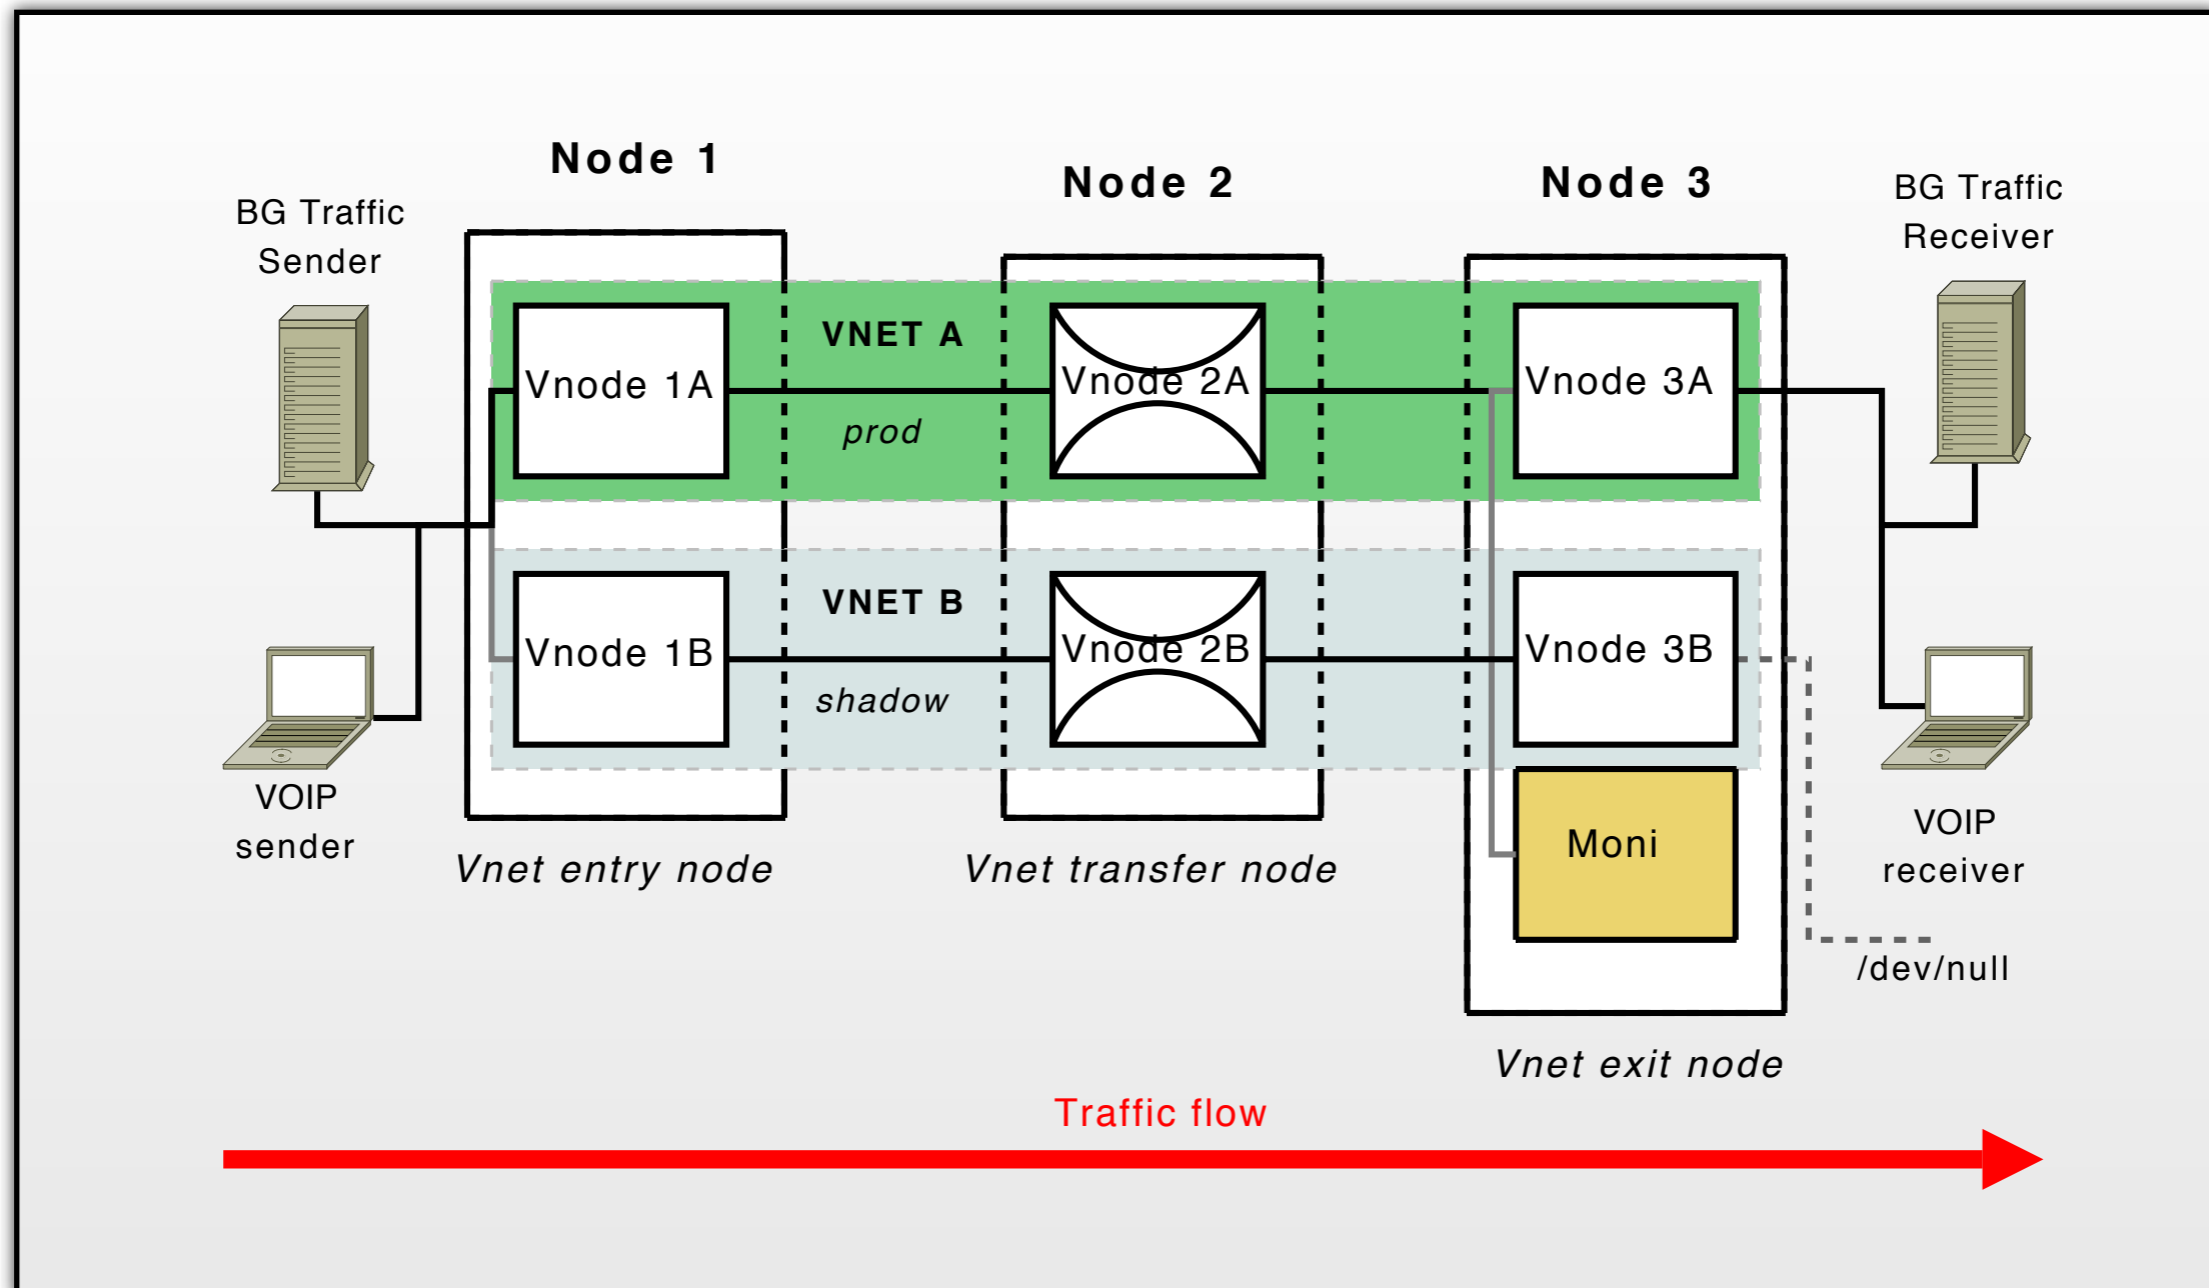 Node 1
Node 2
Node 3
BG Traffic
Sender
BG Traffic
Receiver
VNET A
Vnode 1A
Vnode 2A
Vnode 3A
prod
VNET B
Vnode 1B
Vnode 2B
Vnode 3B
shadow
VOIP
sender
Moni
VOIP
receiver
Vnet entry node
Vnet transfer node
/dev/null
Vnet exit node
Traffic flow